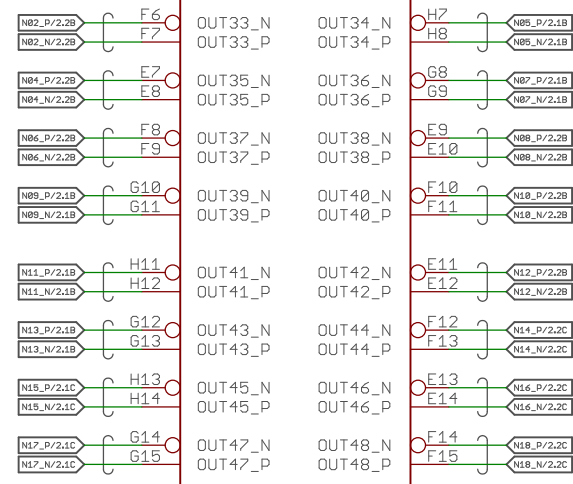 N02_P/2.2B F6 OUT33_N OUT34_N H7 N05_P/2.1B
N02_N/2.2B F7 OUT33_P OUT34_P H8 N05_N/2.1B
N04_P/2.2B E7 OUT35_N OUT36_N G8 N07_P/2.1B
N04_N/2.2B E8 OUT35_P OUT36_P G9 N07_N/2.1B
N06_P/2.2B F8 OUT37_N OUT38_N E9 N08_P/2.2B
N06_N/2.2B F9 OUT37_P OUT38_P E10 N08_N/2.2B
N09_P/2.1B G10 OUT39_N OUT40_N F10 N10_P/2.2B
N09_N/2.1B G11 OUT39_P OUT40_P F11 N10_N/2.2B
N11_P/2.1B H11 OUT41_N OUT42_N E11 N12_P/2.2B
N11_N/2.1B H12 OUT41_P OUT42_P E12 N12_N/2.2B
N13_P/2.1B G12 OUT43_N OUT44_N F12 N14_P/2.2C
N13_N/2.1B G13 OUT43_P OUT44_P F13 N14_N/2.2C
N15_P/2.1C H13 OUT45_N OUT46_N E13 N16_P/2.2C
N15_N/2.1C H14 OUT45_P OUT46_P E14 N16_N/2.2C
N17_P/2.1C G14 OUT47_N OUT48_N F14 N18_P/2.2C
N17_N/2.1C G15 OUT47_P OUT48_P F15 N18_N/2.2C